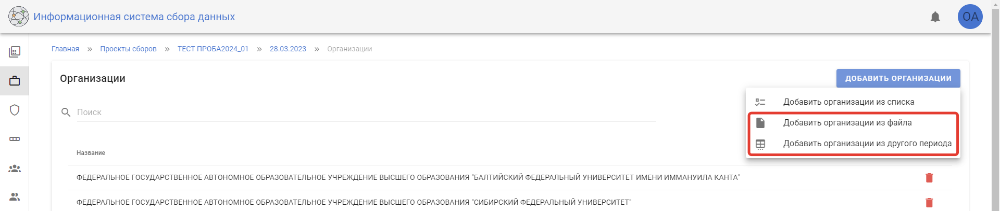 Информационная система сбора данных
OA
Главная » Проекты сборов » ТЕСТ ПРОБА2024_01 » 28.03.2023 » Организации
Организации
ДОБАВИТЬ ОРГАНИЗАЦИИ
Добавить организации из списка
Поиск
Добавить организации из файла
Добавить организации из другого периода
Название
ФЕДЕРАЛЬНОЕ ГОСУДАРСТВЕННОЕ АВТОНОМНОЕ ОБРАЗОВАТЕЛЬНОЕ УЧРЕЖДЕНИЕ ВЫСШЕГО ОБРАЗОВАНИЯ "БАЛТИЙСКИЙ ФЕДЕРАЛЬНЫЙ УНИВЕРСИТЕТ ИМЕНИ ИММАНУИЛА КАНТА"
ФЕДЕРАЛЬНОЕ ГОСУДАРСТВЕННОЕ АВТОНОМНОЕ ОБРАЗОВАТЕЛЬНОЕ УЧРЕЖДЕНИЕ ВЫСШЕГО ОБРАЗОВАНИЯ "СИБИРСКИЙ ФЕДЕРАЛЬНЫЙ УНИВЕРСИТЕТ"